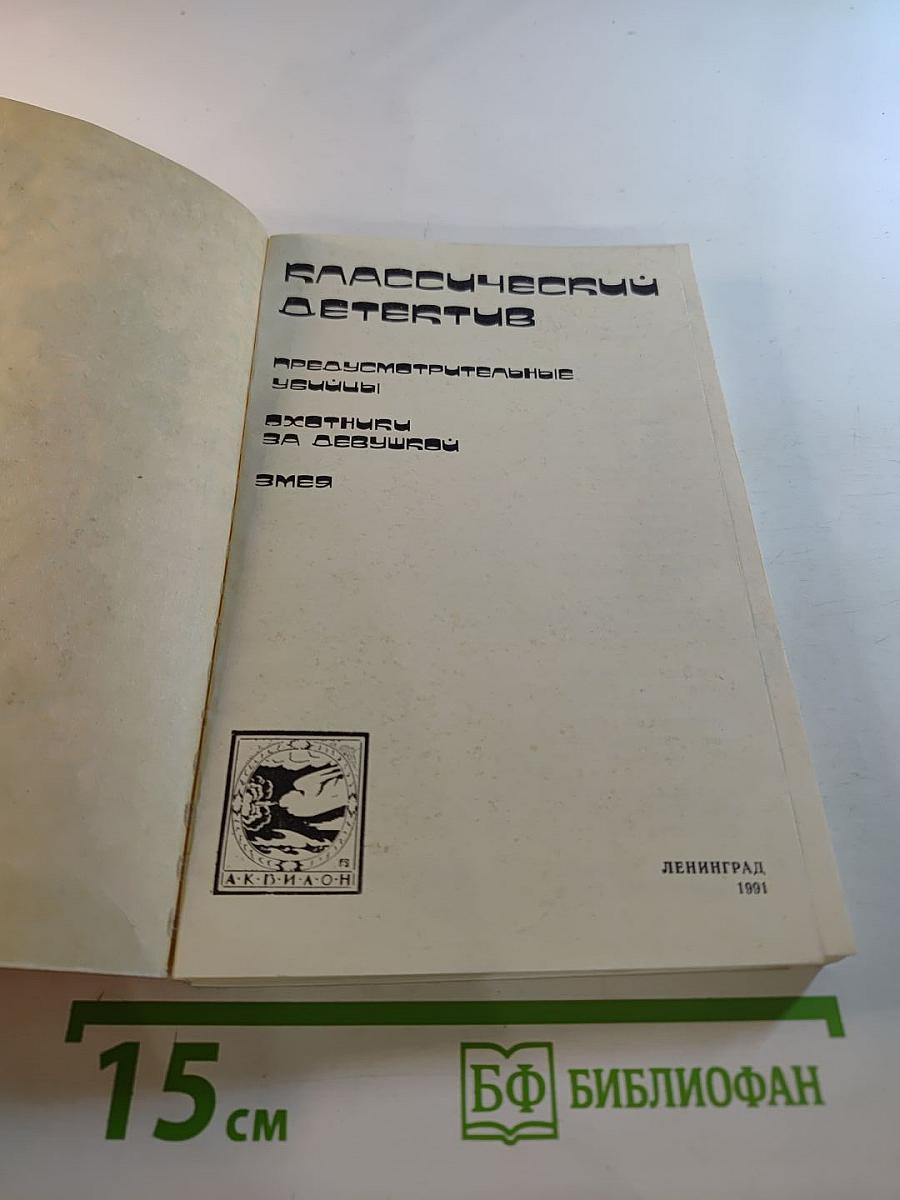 КЛАССИЧЕСКИЙ
ДЕТЕКТИВ
ПРЕДУСМОТРИТЕЛЬНЫЕ
УБИЙЦЫ
ОХОТНИКИ
ЗА ДЕВУШКОЙ
ЗМЕЯ
А·К·В·И·Л·О·Н
ЛЕНИНГРАД
1991
15 см
БФ БИБЛИОФАН